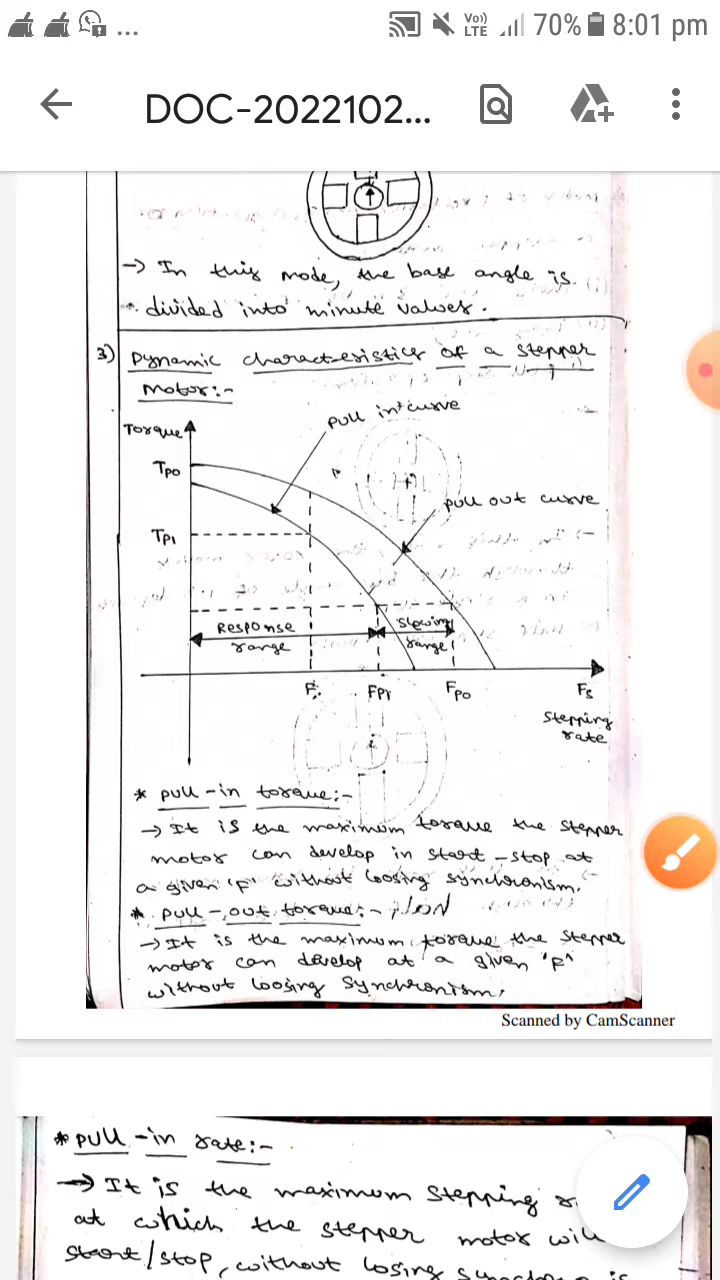 Vo)) LTE 70% 8:01 pm
DOC-2022102...
-> In this mode, the base angle is
divided into minute values.
3) Dynamic characteristics of a stepper
Motor:-
pull in curve
Torque
TPO
pull out curve
TPI
Response
range
slewing
range
F
FPI
FPO
Fs
stepping
rate
* pull-in torque:-
-> It is the maximum torque the stepper
motor can develop in start-stop at
a given 'F' without loosing synchronism.
* pull-out torque:-
-> It is the maximum torque the stepper
motor can develop at a given 'F'
without loosing synchronism.
Scanned by CamScanner
* pull-in rate:-
-> It is the maximum stepping
at which the stepper motor will
start/stop, without losing